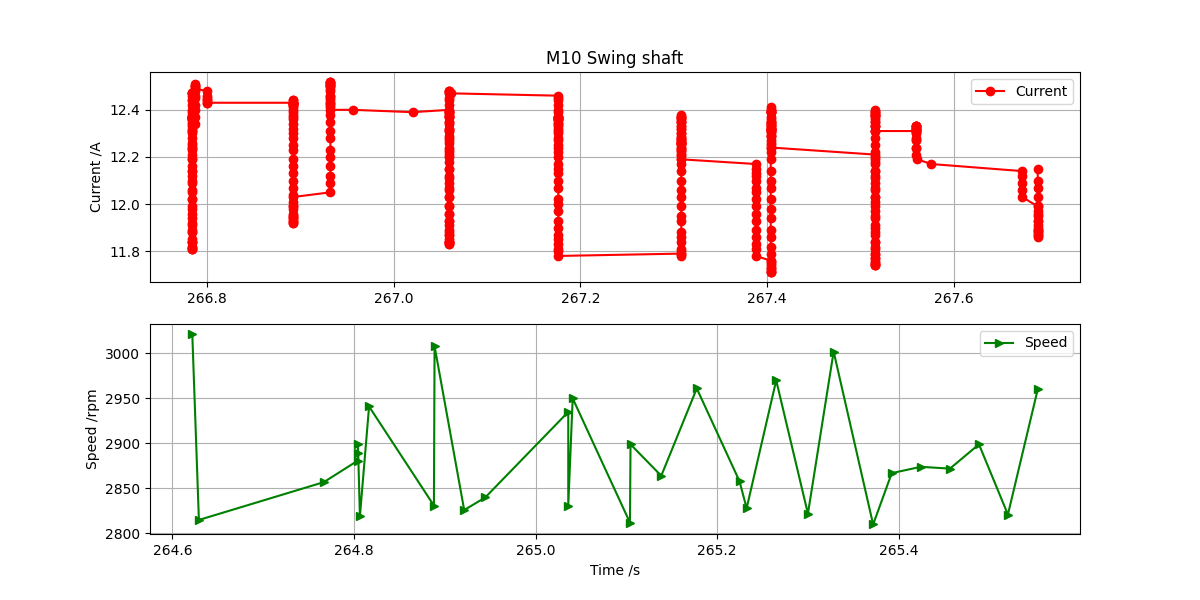 M10 Swing shaft
Current /A
12.4
12.2
12.0
11.8
Current
266.8 267.0 267.2 267.4 267.6
Speed /rpm
3000
2950
2900
2850
2800
Speed
264.6 264.8 265.0 265.2 265.4
Time /s